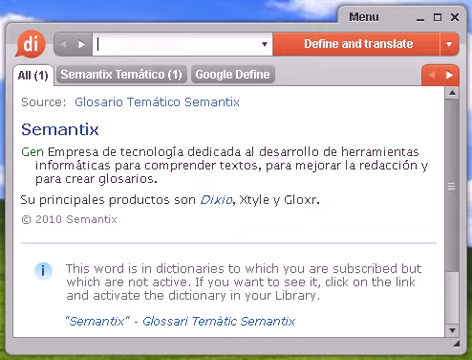 Menu
di
Define and translate
All (1)
Semantix Temático (1)
Google Define
Source: Glosario Temático Semantix
Semantix
Gen Empresa de tecnología dedicada al desarrollo de herramientas
informáticas para comprender textos, para mejorar la redacción y
para crear glosarios.
Su principales productos son Dixio, Xtyle y Gloxr.
© 2010 Semantix
i
This word is in dictionaries to which you are subscribed but
which are not active. If you want to see it, click on the link
and activate the dictionary in your Library.
"Semantix" - Glossari Temàtic Semantix